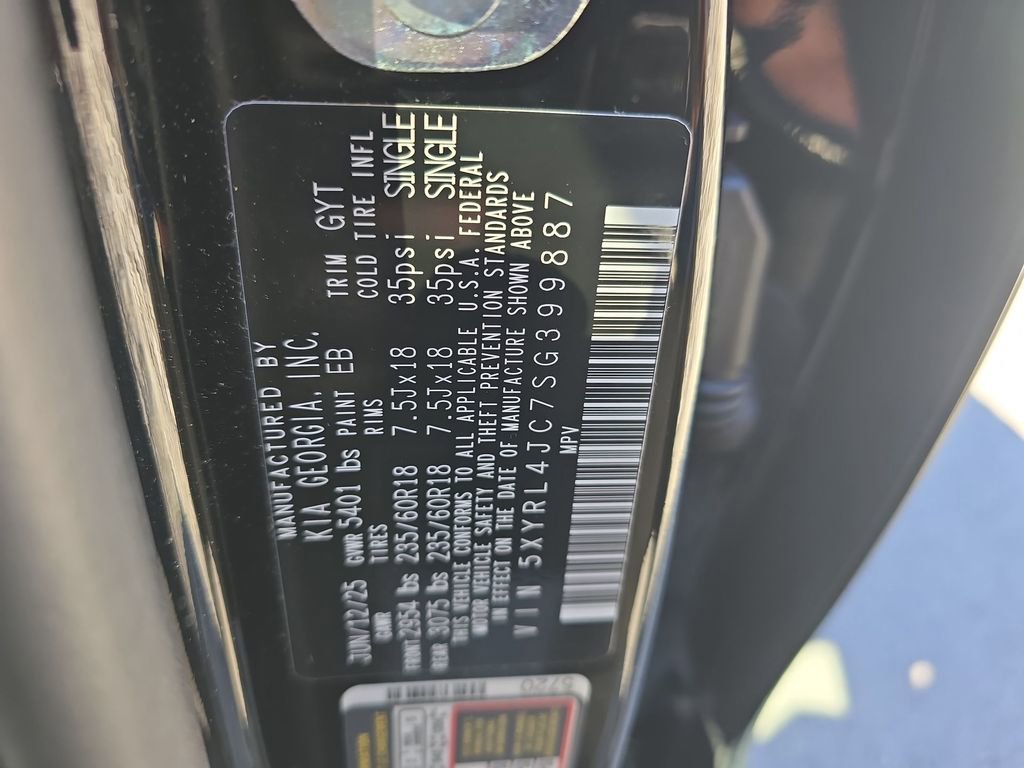 MANUFACTURED BY
KIA GEORGIA, INC.
JUN/12/25 GVWR 5401 lbs PAINT EB TRIM GYT
GAWR TIRES RIMS COLD TIRE INFL
FRONT 2954 lbs 235/60R18 7.5Jx18 35psi SINGLE
REAR 3075 lbs 235/60R18 7.5Jx18 35psi SINGLE
THIS VEHICLE CONFORMS TO ALL APPLICABLE U.S.A. FEDERAL
MOTOR VEHICLE SAFETY AND THEFT PREVENTION STANDARDS
IN EFFECT ON THE DATE OF MANUFACTURE SHOWN ABOVE
VIN 5XYRL4JC7SG399887
MPV
5720